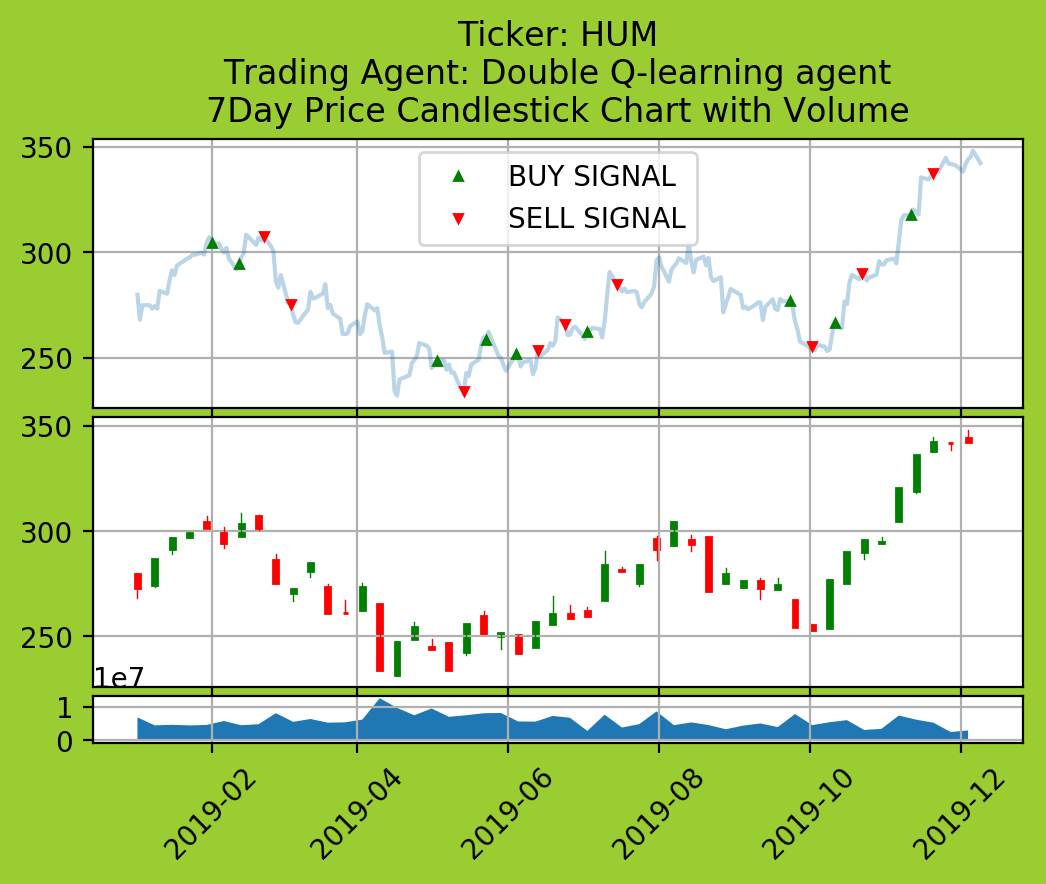 Ticker: HUM
Trading Agent: Double Q-learning agent
7Day Price Candlestick Chart with Volume
350
300
250
BUY SIGNAL
SELL SIGNAL
350
300
250
1e7
1
0
2019-02
2019-04
2019-06
2019-08
2019-10
2019-12